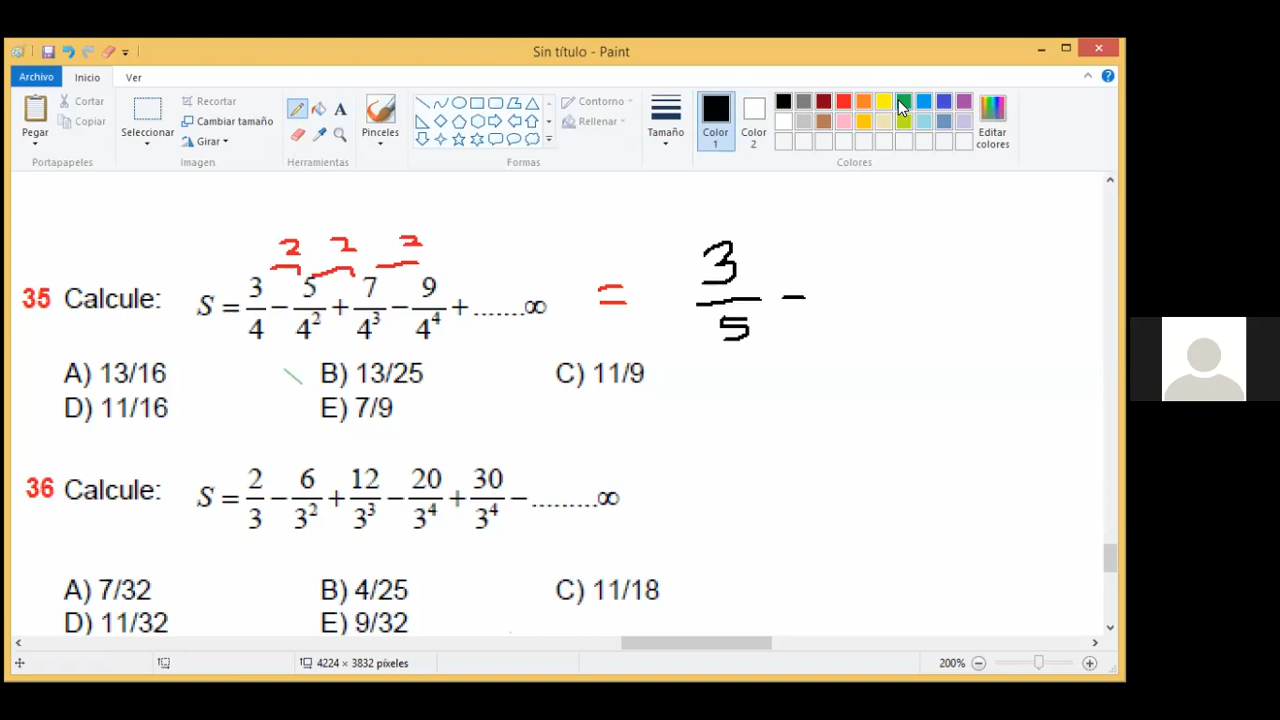 Sin título - Paint
Archivo Inicio Ver
Pegar Cortar Copiar Portapapeles
Seleccionar Recortar Cambiar tamaño Girar Imagen
A Herramientas
Pinceles
Contorno Rellenar Formas
Tamaño
Color 1 Color 2 Editar colores Colores
2 2 2
35 Calcule: S = 3/4 - 5/4² + 7/4³ - 9/4⁴ + .......∞ = 3/5 -
A) 13/16 B) 13/25 C) 11/9
D) 11/16 E) 7/9
36 Calcule: S = 2/3 - 6/3² + 12/3³ - 20/3⁴ + 30/3⁴ - .........∞
A) 7/32 B) 4/25 C) 11/18
D) 11/32 E) 9/32
4224 × 3832 píxeles 200%